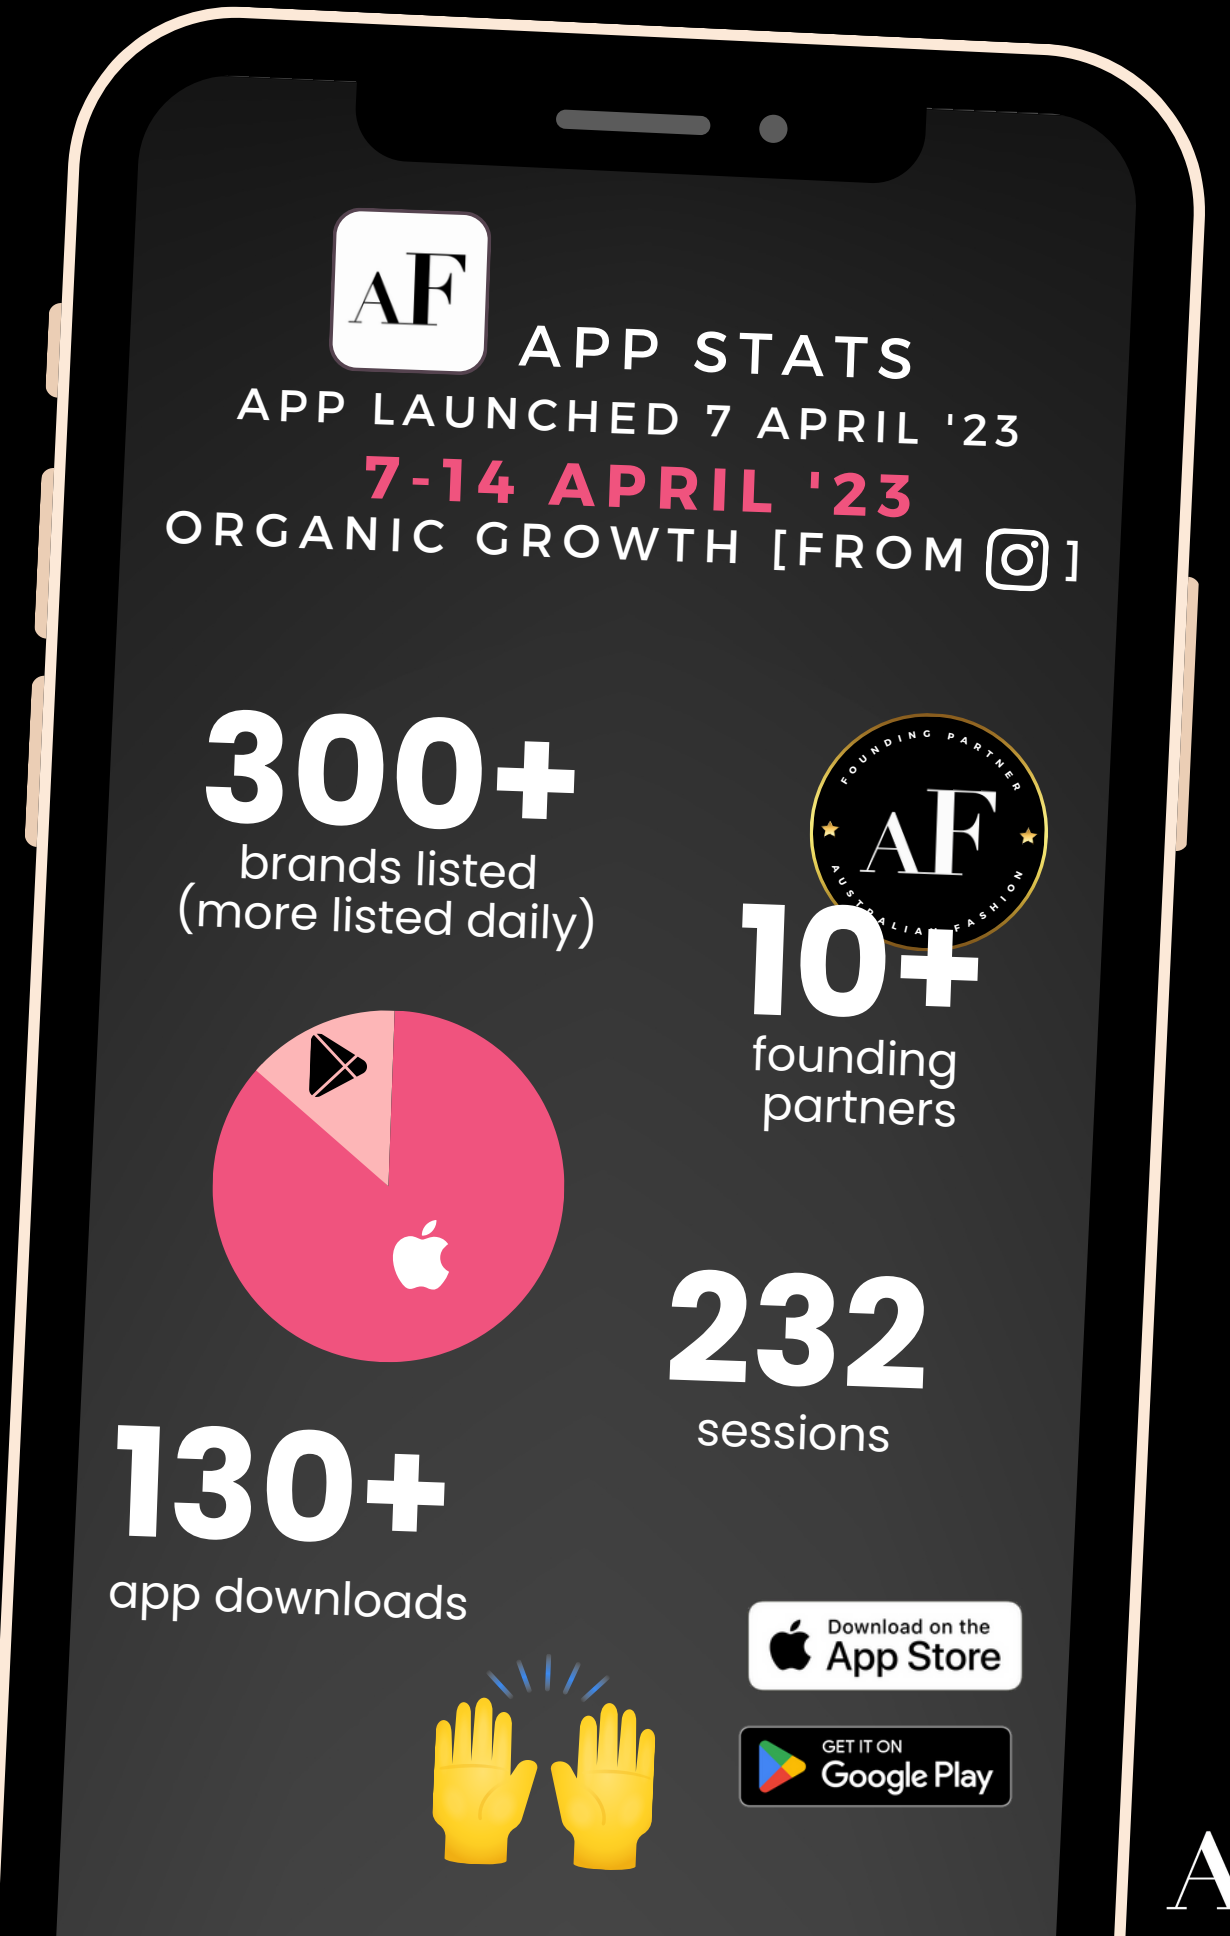 AF
APP STATS
APP LAUNCHED 7 APRIL '23
7-14 APRIL '23
ORGANIC GROWTH [FROM ]
300+
brands listed
(more listed daily)
FOUNDING PARTNER
AF
AUSTRALIAN FASHION
10+
founding
partners
232
sessions
130+
app downloads
Download on the
App Store
GET IT ON
Google Play
A